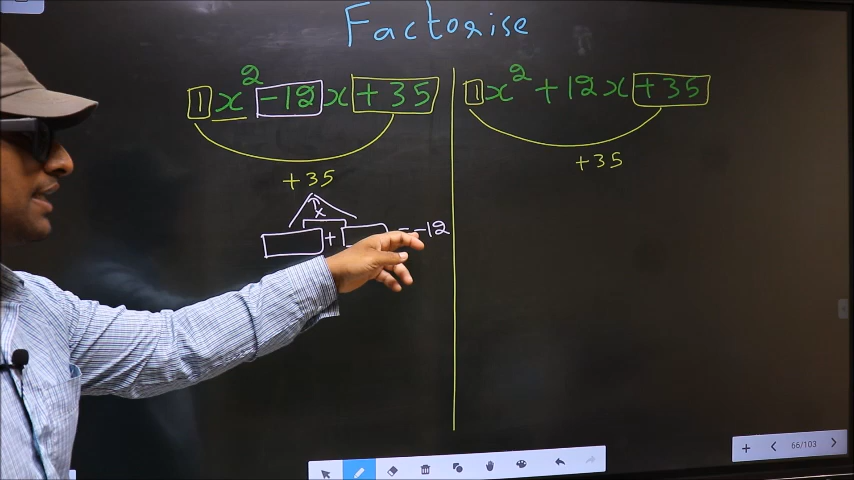 Factorise
1x² -12x +35
+35
x
+ = -12
1x² +12x +35
+35
66/103